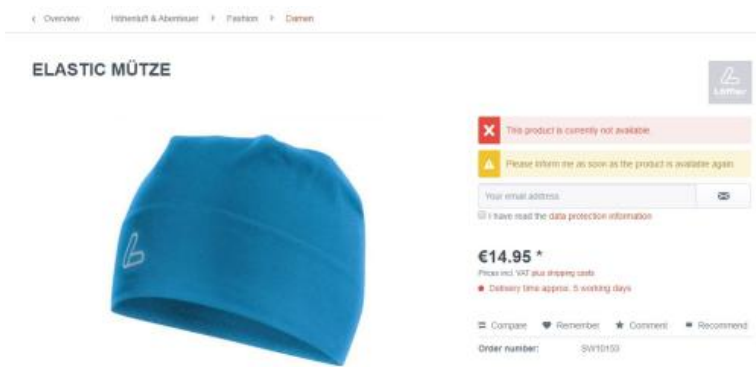 Overview Höhenluft & Abenteuer Fashion Damen
ELASTIC MÜTZE
Löffler
This product is currently not available.
Please inform me as soon as the product is available again.
Your email address
I have read the data protection information
€14.95 *
Prices incl. VAT plus shipping costs
Delivery time approx. 5 working days
Compare Remember Comment Recommend
Order number: SW10153